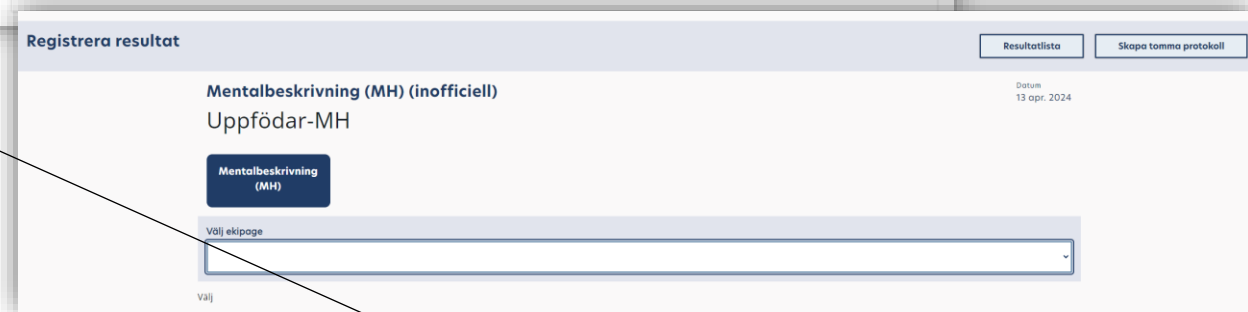 Registrera resultat
Resultatlista
Skapa tomma protokoll
Mentalbeskrivning (MH) (inofficiell)
Datum
13 apr. 2024
Uppfödar-MH
Mentalbeskrivning
(MH)
Välj ekipage
Välj